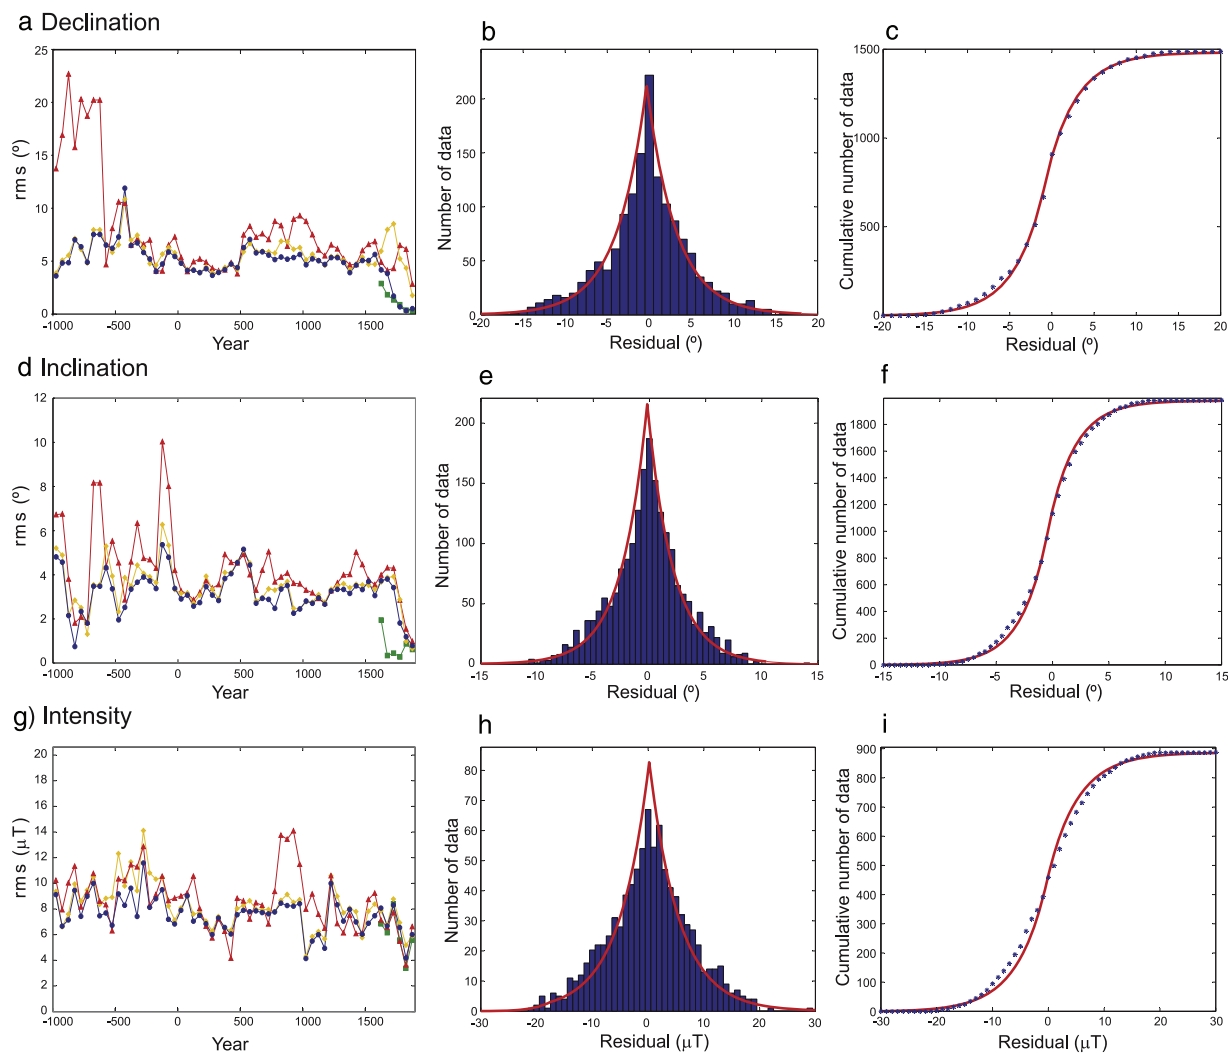 a Declination
b
c
25
20
15
10
5
0
rms (º)
-1000 -500 0 500 1000 1500
Year
200
150
100
50
0
Number of data
-20 -15 -10 -5 0 5 10 15 20
Residual (º)
1500
1000
500
0
Cumulative number of data
-20 -15 -10 -5 0 5 10 15 20
Residual (º)
d Inclination
e
f
12
10
8
6
4
2
0
rms (º)
-1000 -500 0 500 1000 1500
Year
200
150
100
50
0
Number of data
-15 -10 -5 0 5 10 15
Residual (º)
1800
1600
1400
1200
1000
800
600
400
200
0
Cumulative number of data
-15 -10 -5 0 5 10 15
Residual (º)
g) Intensity
h
i
20
18
16
14
12
10
8
6
4
2
0
rms (μT)
-1000 -500 0 500 1000 1500
Year
80
70
60
50
40
30
20
10
0
Number of data
-30 -20 -10 0 10 20 30
Residual (μT)
900
800
700
600
500
400
300
200
100
0
Cumulative number of data
-30 -20 -10 0 10 20 30
Residual (μT)